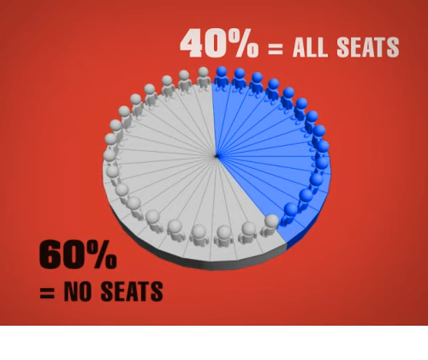 40% = ALL SEATS
60%
= NO SEATS